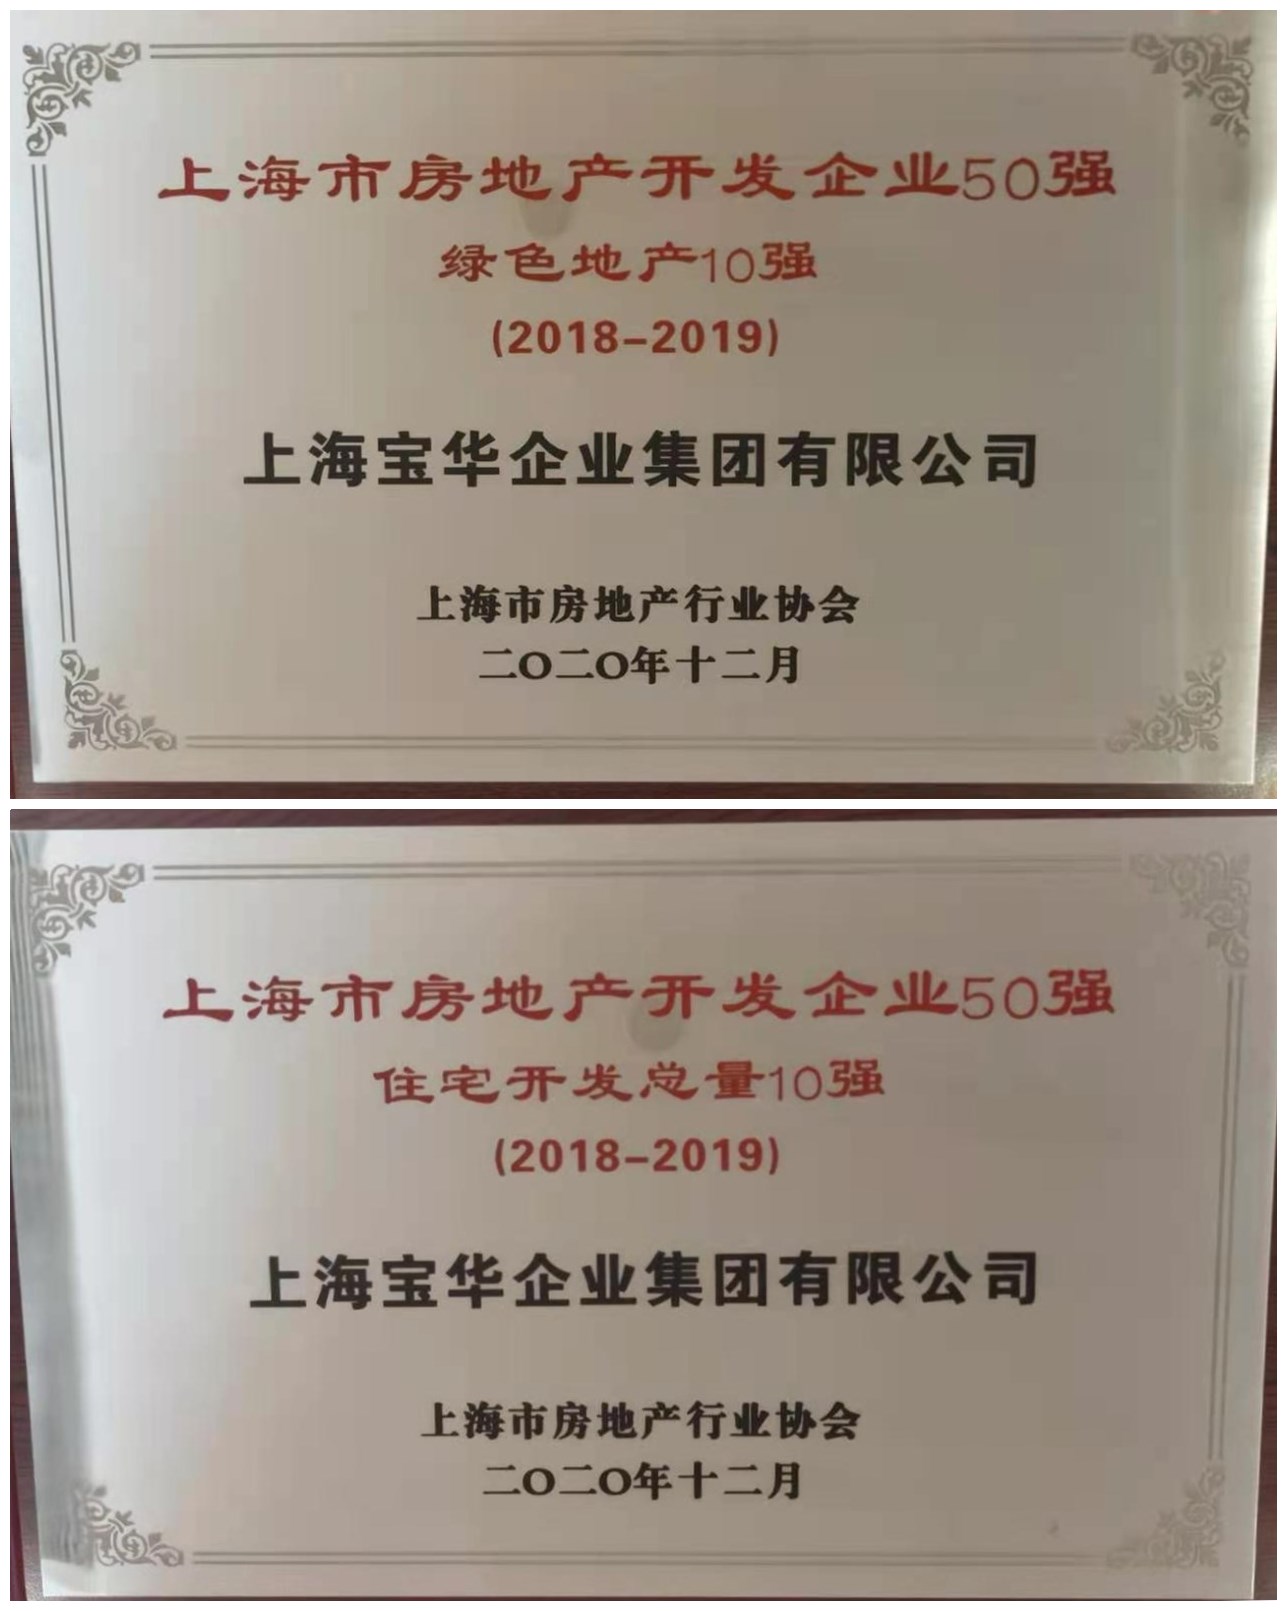 上海市房地产开发企业50强
绿色地产10强
(2018-2019)
上海宝华企业集团有限公司
上海市房地产行业协会
二〇二〇年十二月
上海市房地产开发企业50强
住宅开发总量10强
(2018-2019)
上海宝华企业集团有限公司
上海市房地产行业协会
二〇二〇年十二月